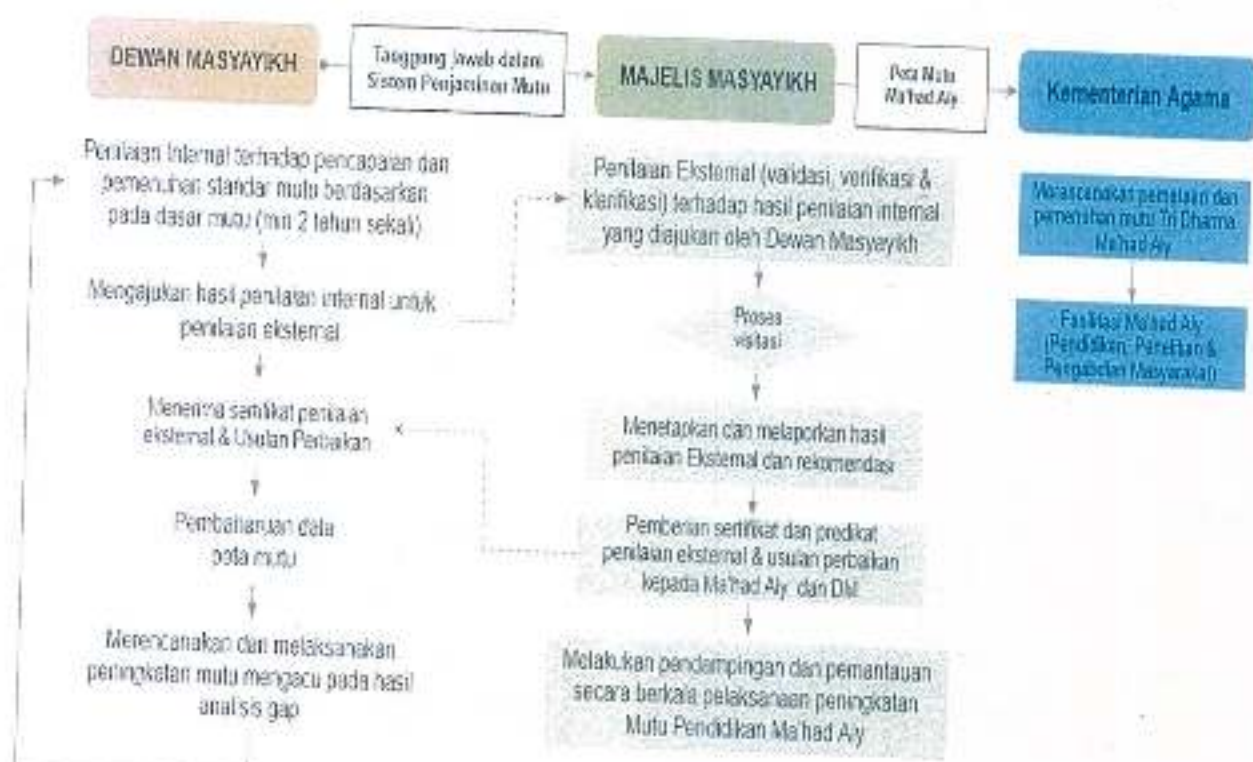 DEWAN MASYAYIKH
Tanggung Jawab dalam
Sistem Penjaminan Mutu
MAJELIS MASYAYIKH
Peta Mutu
Ma'had Aly
Kementerian Agama
Penilaian Internal terhadap pencapaian dan
pemenuhan standar mutu berdasarkan
pada dasar mutu (min 2 tahun sekali)
Mengajukan hasil penilaian internal untuk
penilaian eksternal
Menerima sertifikat penilaian
eksternal & Usulan Perbaikan
Pembaharuan data
peta mutu
Merencanakan dan melaksanakan
peningkatan mutu mengacu pada hasil
analisis gap
Penilaian Eksternal (validasi, verifikasi &
klarifikasi) terhadap hasil penilaian internal
yang diajukan oleh Dewan Masyayikh
Proses
visitasi
Menetapkan dan melaporkan hasil
penilaian Eksternal dan rekomendasi
Pemberian sertifikat dan predikat
penilaian eksternal & usulan perbaikan
kepada Ma'had Aly dan DM
Melakukan pendampingan dan pemantauan
secara berkala pelaksanaan peningkatan
Mutu Pendidikan Ma'had Aly
Merencanakan pemetaan dan
pemenuhan mutu Tri Dharma
Ma'had Aly
Fasilitasi Ma'had Aly
(Pendidikan, Penelitian &
Pengabdian Masyarakat)